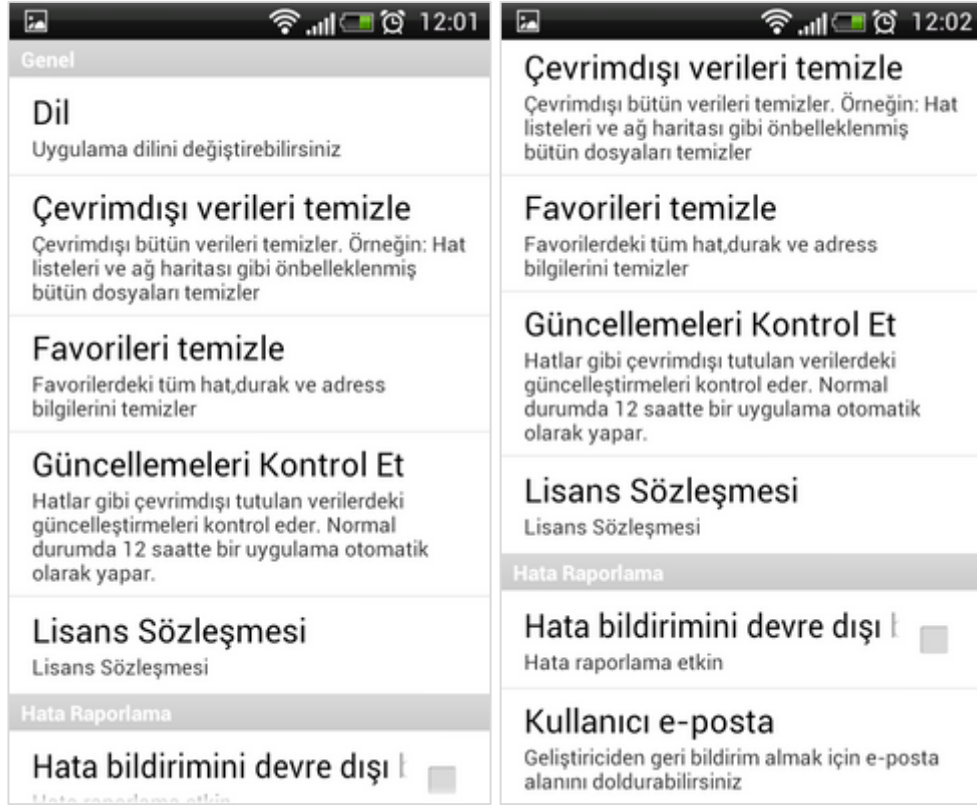 12:01
Genel
Dil
Uygulama dilini değiştirebilirsiniz
Çevrimdışı verileri temizle
Çevrimdışı bütün verileri temizler. Örneğin: Hat
listeleri ve ağ haritası gibi önbelleklenmiş
bütün dosyaları temizler
Favorileri temizle
Favorilerdeki tüm hat,durak ve adress
bilgilerini temizler
Güncellemeleri Kontrol Et
Hatlar gibi çevrimdışı tutulan verilerdeki
güncelleştirmeleri kontrol eder. Normal
durumda 12 saatte bir uygulama otomatik
olarak yapar.
Lisans Sözleşmesi
Lisans Sözleşmesi
Hata Raporlama
Hata bildirimini devre dışı
Hata raporlama etkin
12:02
Çevrimdışı verileri temizle
Çevrimdışı bütün verileri temizler. Örneğin: Hat
listeleri ve ağ haritası gibi önbelleklenmiş
bütün dosyaları temizler
Favorileri temizle
Favorilerdeki tüm hat,durak ve adress
bilgilerini temizler
Güncellemeleri Kontrol Et
Hatlar gibi çevrimdışı tutulan verilerdeki
güncelleştirmeleri kontrol eder. Normal
durumda 12 saatte bir uygulama otomatik
olarak yapar.
Lisans Sözleşmesi
Lisans Sözleşmesi
Hata Raporlama
Hata bildirimini devre dışı
Hata raporlama etkin
Kullanıcı e-posta
Geliştiriciden geri bildirim almak için e-posta
alanını doldurabilirsiniz